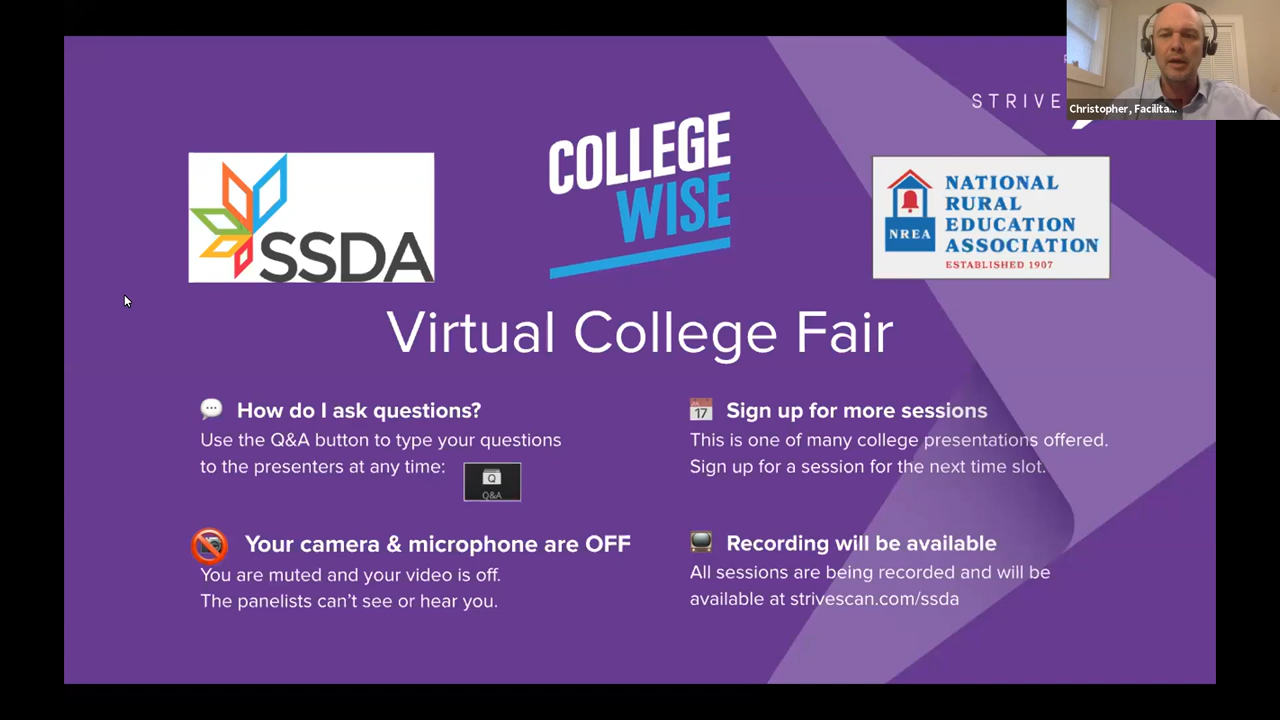 STRIVE
Christopher, Facilita...
SSDA
COLLEGE
WISE
NREA
NATIONAL
RURAL
EDUCATION
ASSOCIATION
ESTABLISHED 1907
Virtual College Fair
How do I ask questions?
Use the Q&A button to type your questions
to the presenters at any time:
Q
Q&A
Sign up for more sessions
17
This is one of many college presentations offered.
Sign up for a session for the next time slot.
Your camera & microphone are OFF
You are muted and your video is off.
The panelists can't see or hear you.
Recording will be available
All sessions are being recorded and will be
available at strivescan.com/ssda